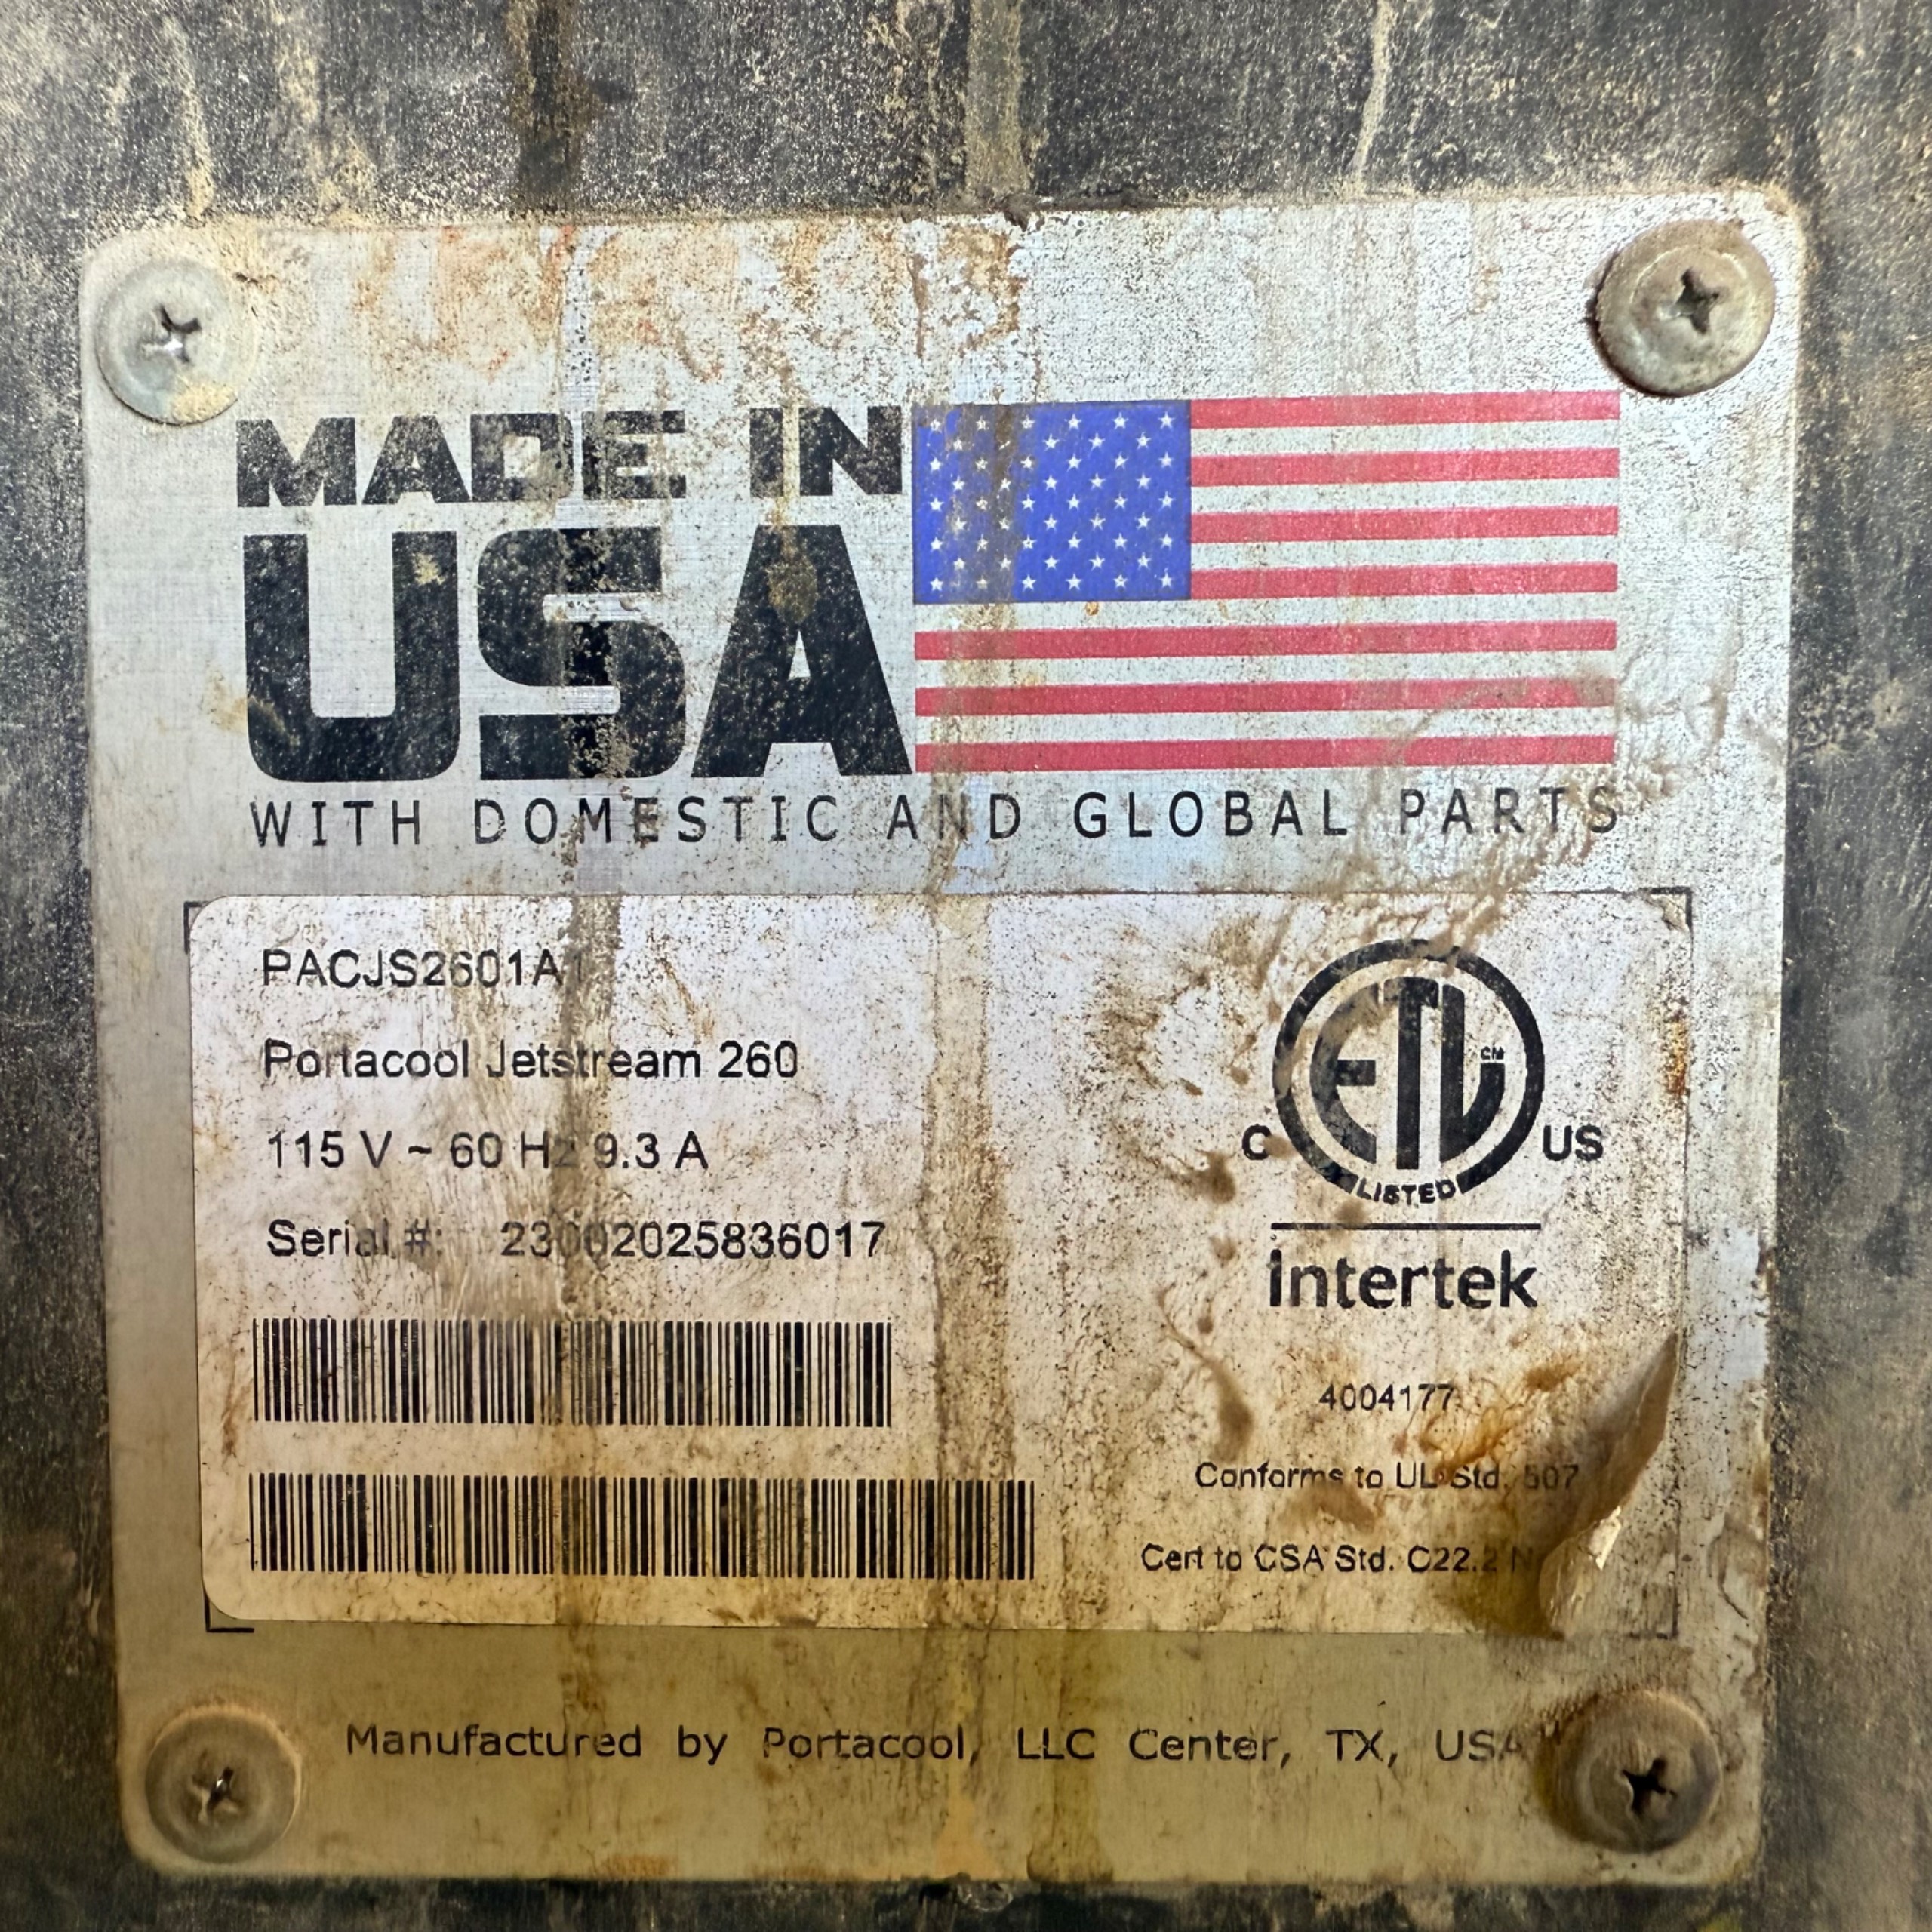 MADE IN
USA
WITH DOMESTIC AND GLOBAL PARTS
PACJS2601A1
Portacool Jetstream 260
115 V ~ 60 Hz 9.3 A
Serial #: 23002025836017
ETL CM
C US
LISTED
Intertek
4004177
Conforms to UL Std. 507
Cert to CSA Std. C22.2
Manufactured by Portacool, LLC Center, TX, USA